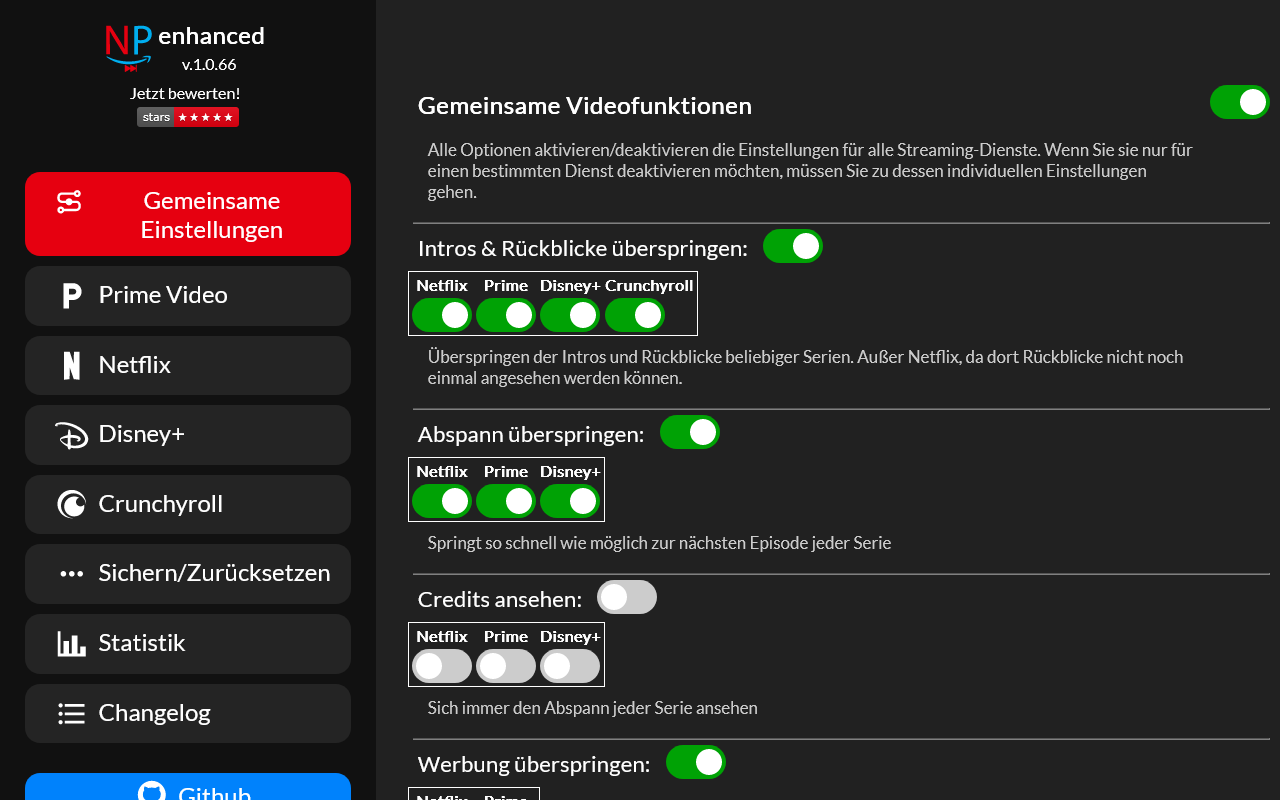 NP enhanced
v.1.0.66
Jetzt bewerten!
stars ★★★★★
Gemeinsame
Einstellungen
Prime Video
Netflix
Disney+
Crunchyroll
Sichern/Zurücksetzen
Statistik
Changelog
Github
Gemeinsame Videofunktionen
Alle Optionen aktivieren/deaktivieren die Einstellungen für alle Streaming-Dienste. Wenn Sie sie nur für
einen bestimmten Dienst deaktivieren möchten, müssen Sie zu dessen individuellen Einstellungen
gehen.
Intros & Rückblicke überspringen:
Netflix Prime Disney+ Crunchyroll
Überspringen der Intros und Rückblicke beliebiger Serien. Außer Netflix, da dort Rückblicke nicht noch
einmal angesehen werden können.
Abspann überspringen:
Netflix Prime Disney+
Springt so schnell wie möglich zur nächsten Episode jeder Serie
Credits ansehen:
Netflix Prime Disney+
Sich immer den Abspann jeder Serie ansehen
Werbung überspringen:
Netflix Prime